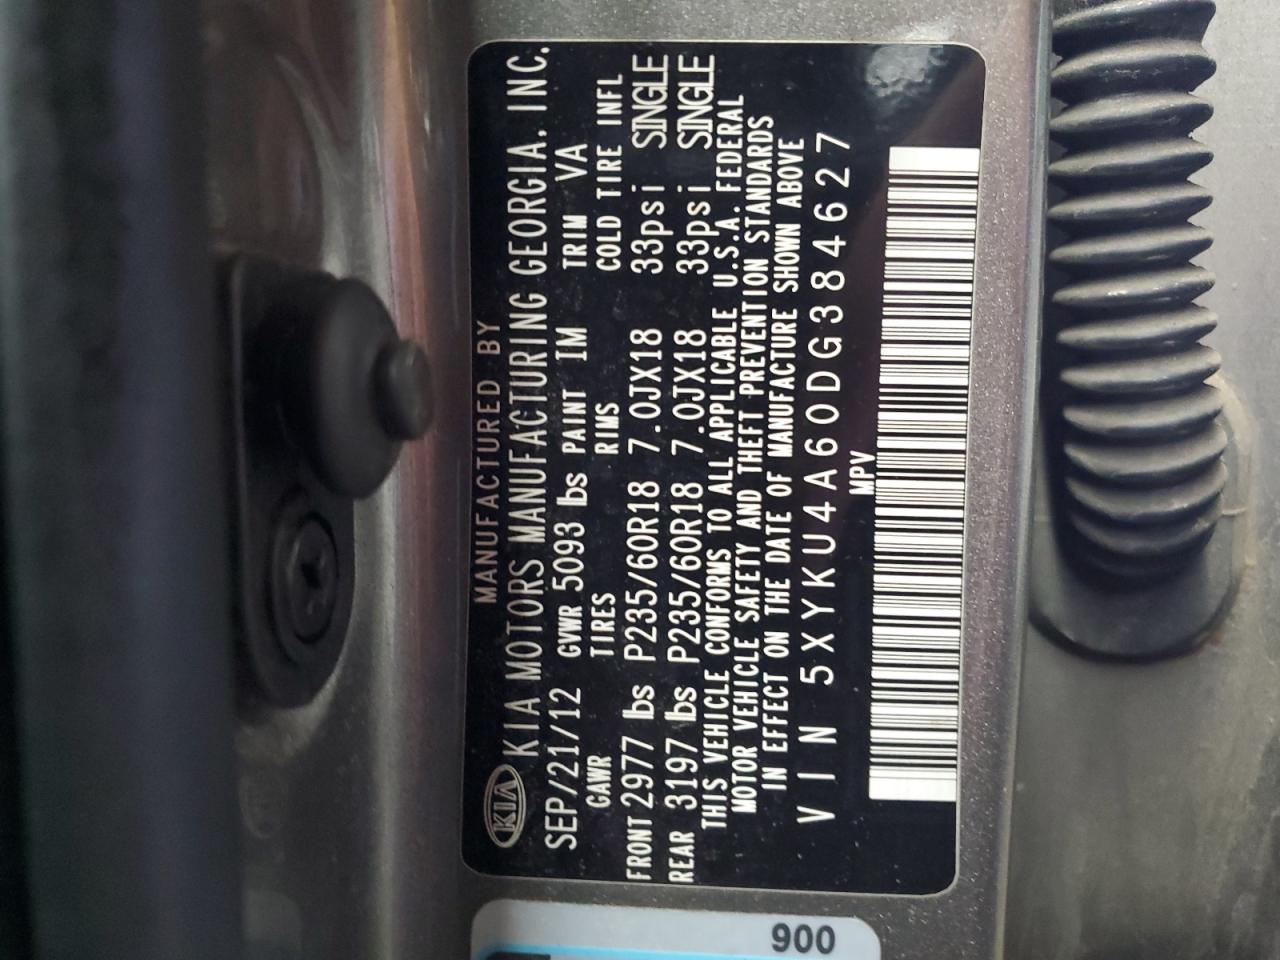 MANUFACTURED BY
KIA KIA MOTORS MANUFACTURING GEORGIA. INC.
SEP/21/12 GVWR 5093 lbs PAINT IM TRIM VA
GAWR TIRES RIMS COLD TIRE INFL
FRONT 2977 lbs P235/60R18 7.0JX18 33psi SINGLE
REAR 3197 lbs P235/60R18 7.0JX18 33psi SINGLE
THIS VEHICLE CONFORMS TO ALL APPLICABLE U.S.A. FEDERAL
MOTOR VEHICLE SAFETY AND THEFT PREVENTION STANDARDS
IN EFFECT ON THE DATE OF MANUFACTURE SHOWN ABOVE
VIN 5XYKU4A60DG384627
MPV
900